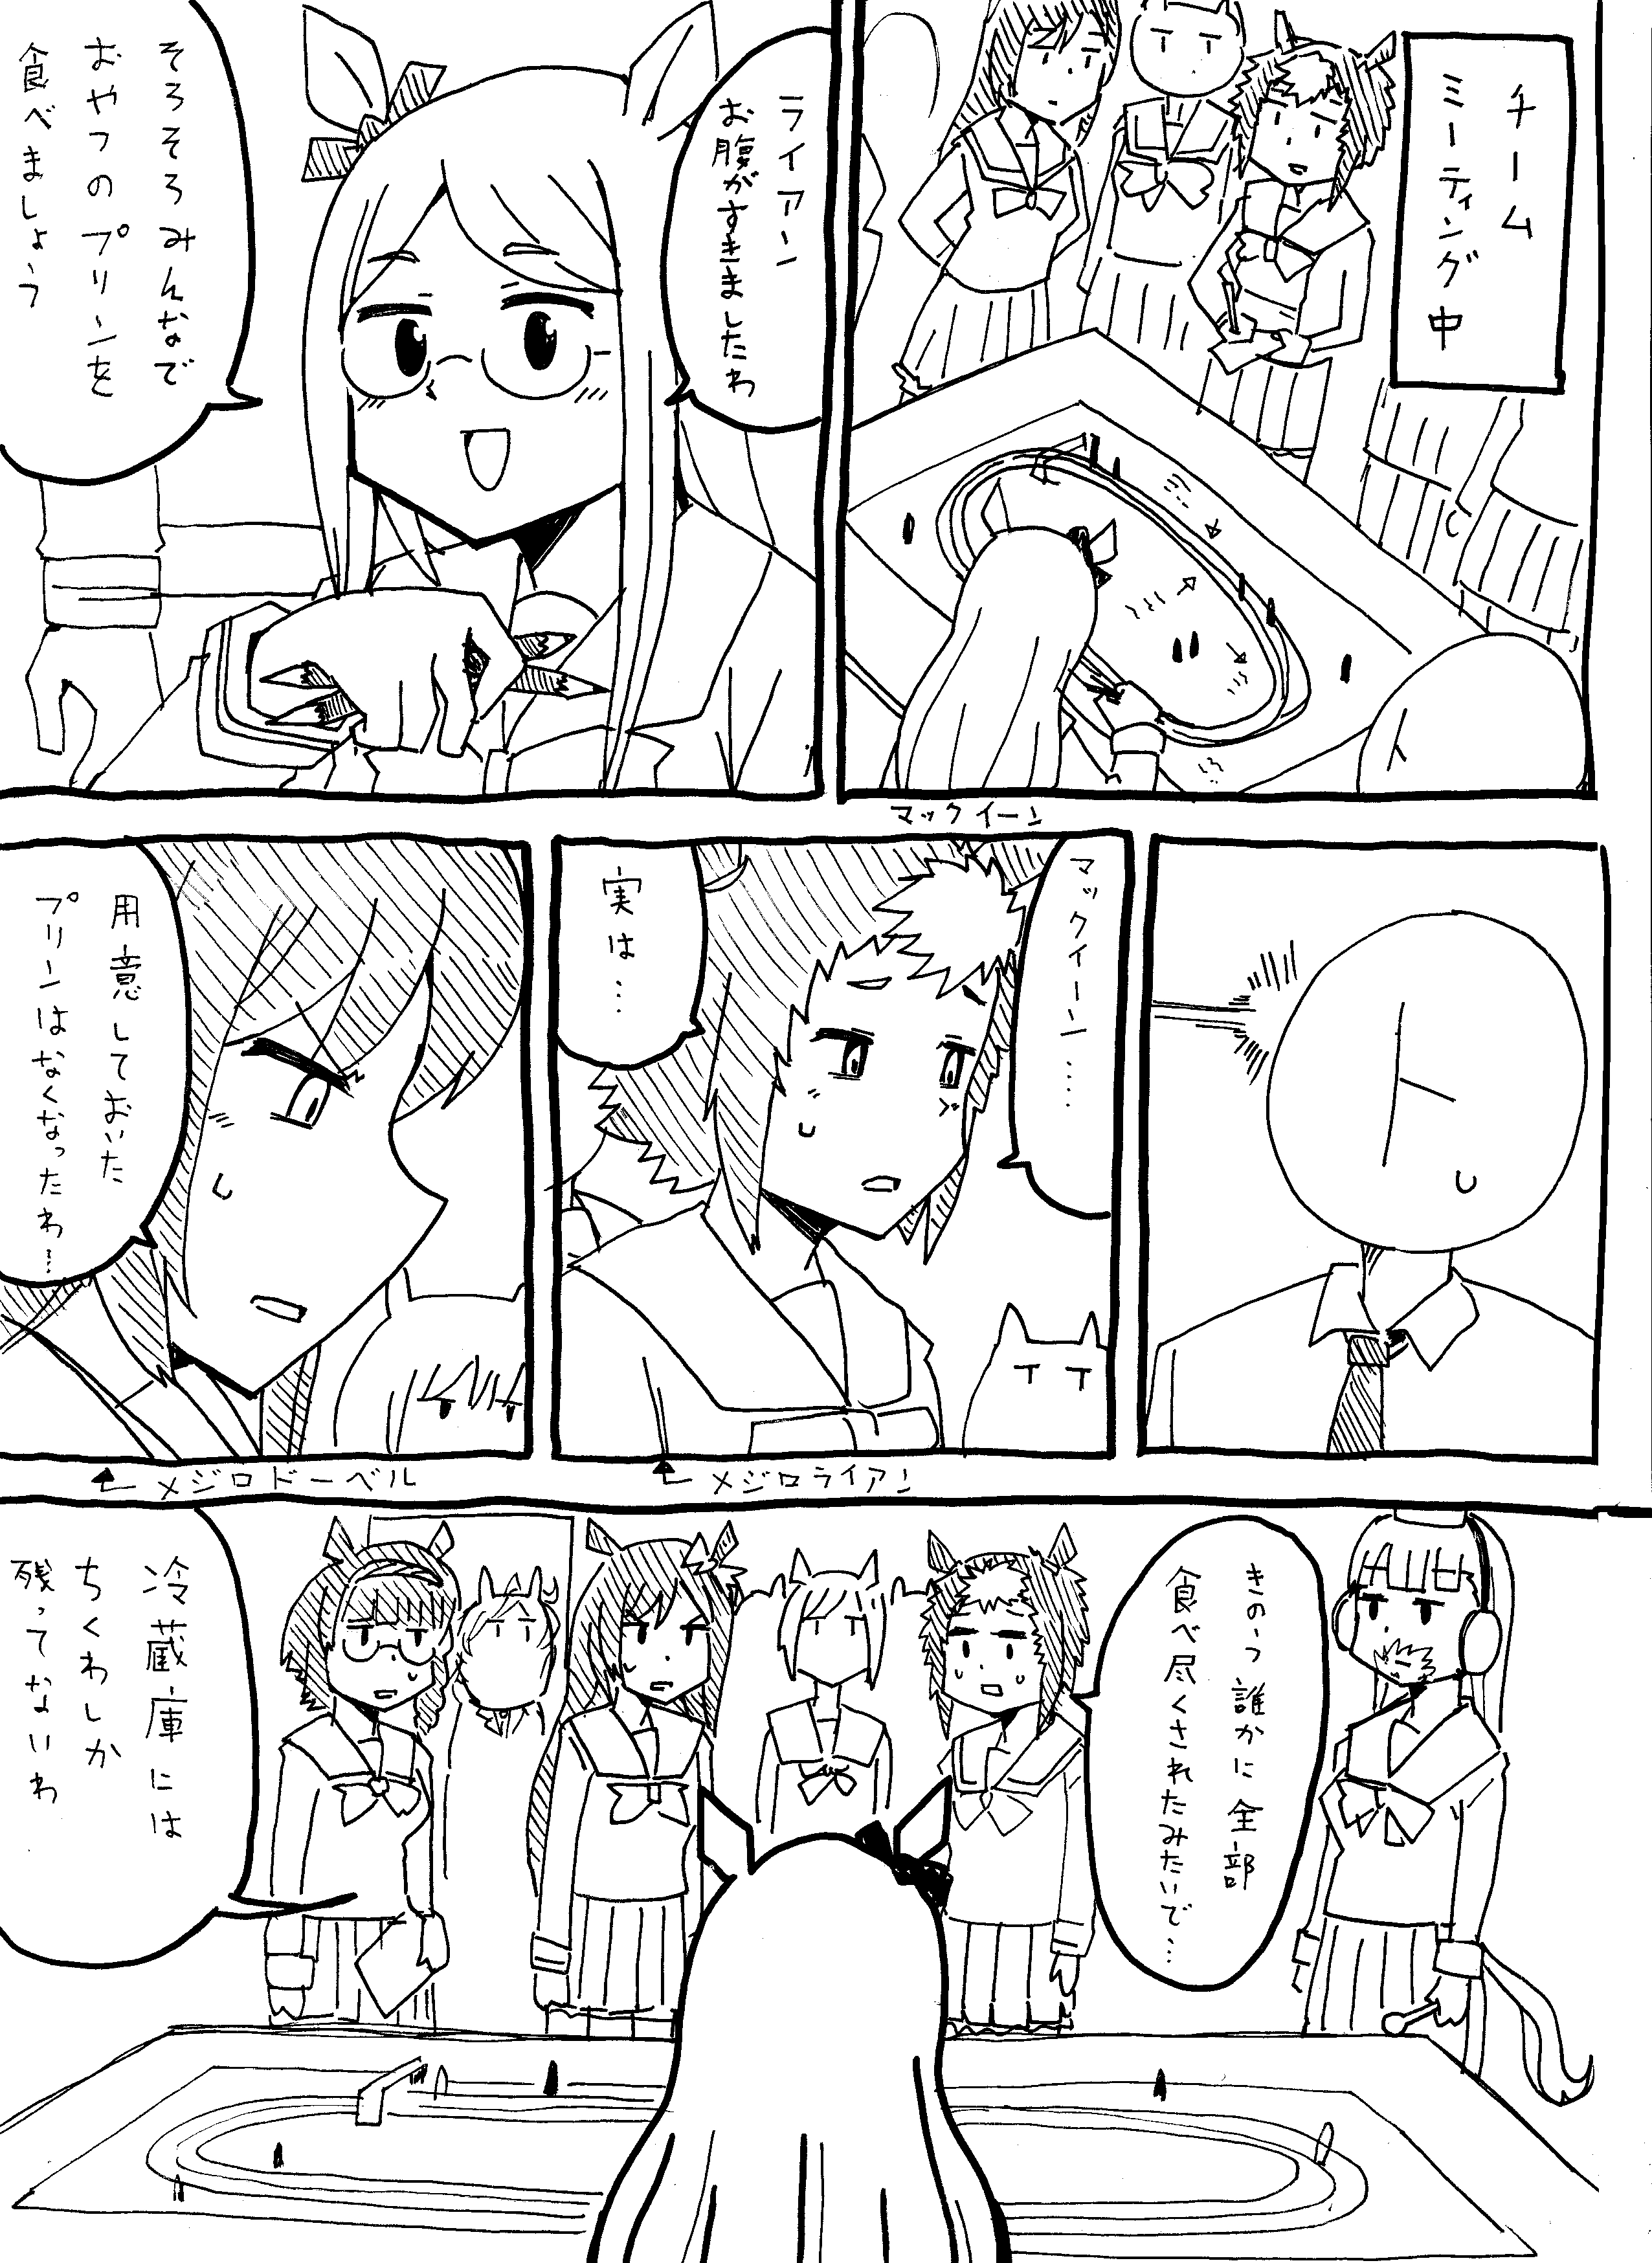 チーム
ミーティング中
ライアン
お腹がすきましたわ
そろそろみんなで
おやつのプリンを
食べましょう
マックイーン
ト
マックイーン……
実は…
メジロライアン
用意しておいた
プリンはなくなったわ…
メジロドーベル
きのう誰かに全部
食べ尽くされたみたいで…
冷蔵庫には
ちくわしか
残ってないわ